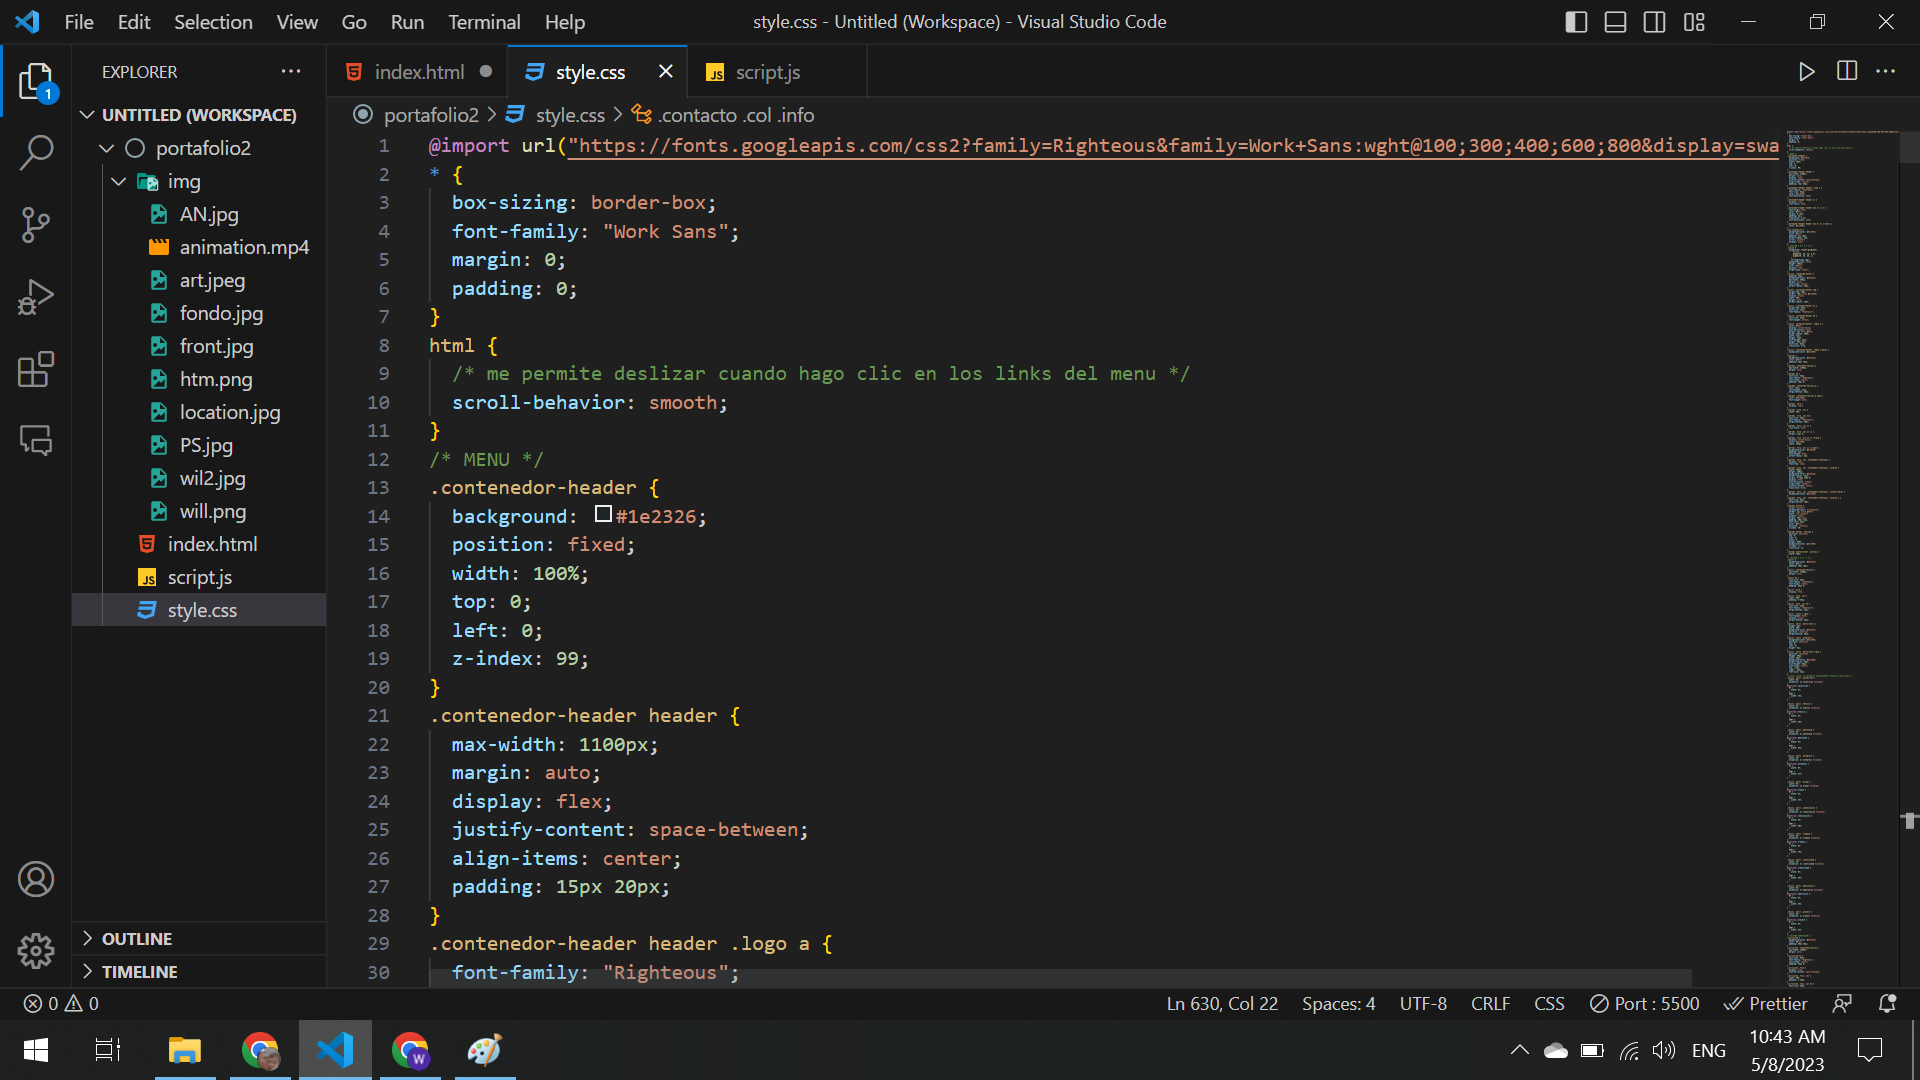 File Edit Selection View Go Run Terminal Help
style.css - Untitled (Workspace) - Visual Studio Code
EXPLORER
index.html
style.css
script.js
1
UNTITLED (WORKSPACE)
portafolio2
img
AN.jpg
animation.mp4
art.jpeg
fondo.jpg
front.jpg
htm.png
location.jpg
PS.jpg
wil2.jpg
will.png
index.html
script.js
style.css
OUTLINE
TIMELINE
portafolio2 > style.css > .contacto .col .info
1 @import url("https://fonts.googleapis.com/css2?family=Righteous&family=Work+Sans:wght@100;300;400;600;800&display=swa
2 * {
3 box-sizing: border-box;
4 font-family: "Work Sans";
5 margin: 0;
6 padding: 0;
7 }
8 html {
9 /* me permite deslizar cuando hago clic en los links del menu */
10 scroll-behavior: smooth;
11 }
12 /* MENU */
13 .contenedor-header {
14 background: #1e2326;
15 position: fixed;
16 width: 100%;
17 top: 0;
18 left: 0;
19 z-index: 99;
20 }
21 .contenedor-header header {
22 max-width: 1100px;
23 margin: auto;
24 display: flex;
25 justify-content: space-between;
26 align-items: center;
27 padding: 15px 20px;
28 }
29 .contenedor-header header .logo a {
30 font-family: "Righteous";
0 0
Ln 630, Col 22 Spaces: 4 UTF-8 CRLF CSS Port : 5500 Prettier
W
ENG
10:43 AM
5/8/2023